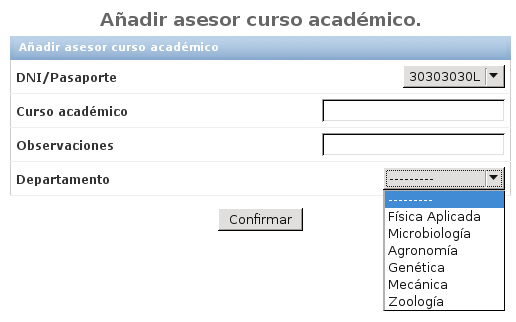 Añadir asesor curso académico.
Añadir asesor curso académico
DNI/Pasaporte 30303030L
Curso académico
Observaciones
Departamento ---------
---------
Física Aplicada
Microbiología
Agronomía
Genética
Mecánica
Zoología
Confirmar